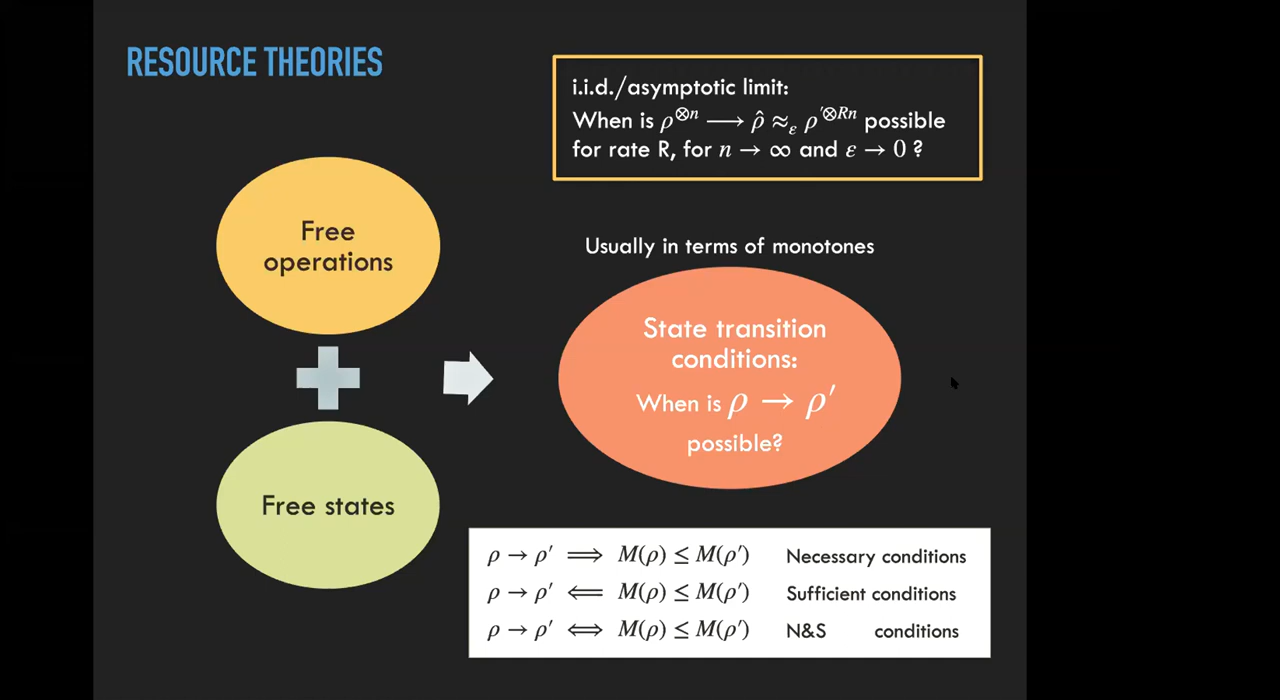 RESOURCE THEORIES
i.i.d./asymptotic limit:
When is ρ^{⊗n} ⟶ ρ̂ ≈_ε ρ′^{⊗Rn} possible
for rate R, for n → ∞ and ε → 0 ?
Free
operations
Free states
Usually in terms of monotones
State transition
conditions:
When is ρ → ρ′
possible?
ρ → ρ′ ⟹ M(ρ) ≤ M(ρ′) Necessary conditions
ρ → ρ′ ⟸ M(ρ) ≤ M(ρ′) Sufficient conditions
ρ → ρ′ ⟺ M(ρ) ≤ M(ρ′) N&S conditions